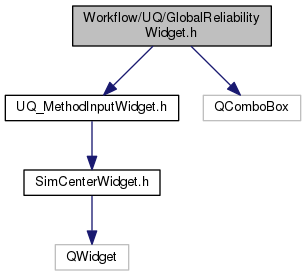 Workflow/UQ/GlobalReliability
Widget.h
UQ_MethodInputWidget.h
QComboBox
SimCenterWidget.h
QWidget